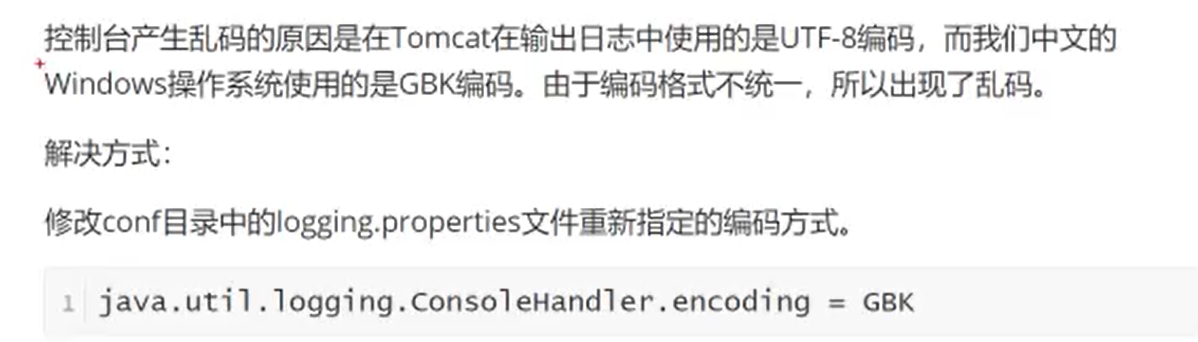 控制台产生乱码的原因是在Tomcat在输出日志中使用的是UTF-8编码，而我们中文的
Windows操作系统使用的是GBK编码。由于编码格式不统一，所以出现了乱码。
解决方式：
修改conf目录中的logging.properties文件重新指定的编码方式。
1 java.util.logging.ConsoleHandler.encoding = GBK